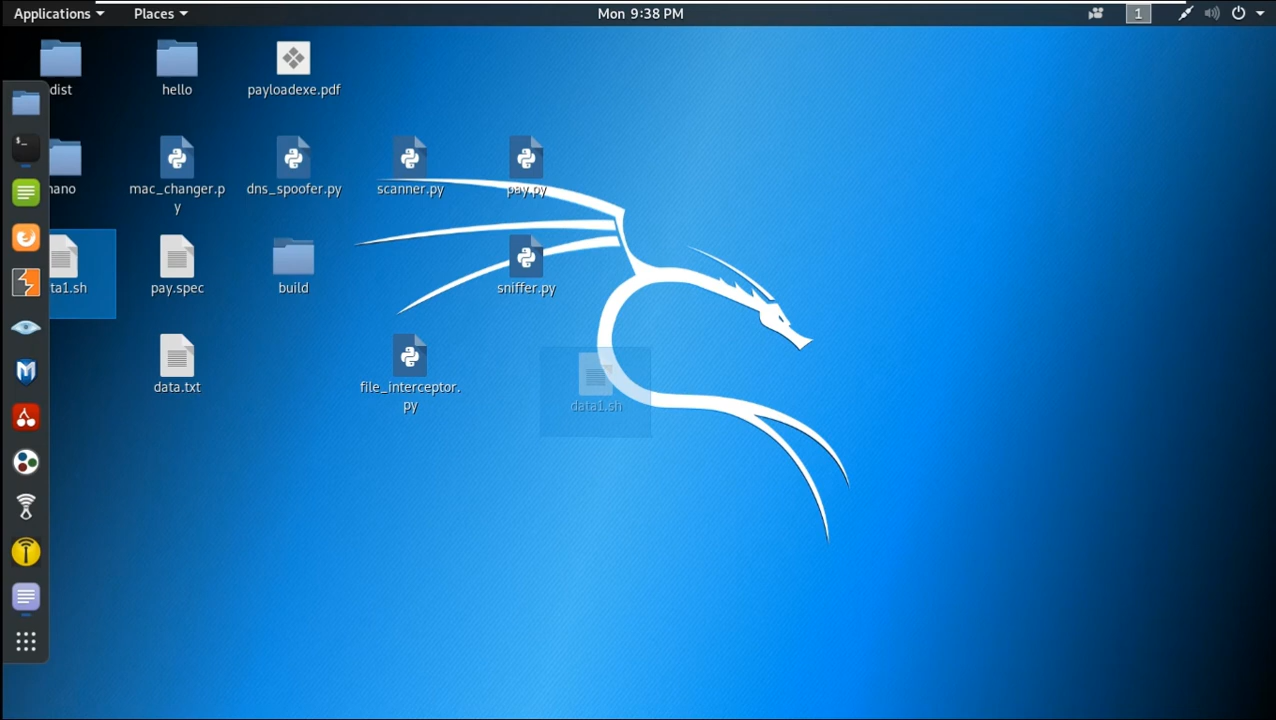 Applications Places Mon 9:38 PM 1
dist hello payloadexe.pdf
nano mac_changer.p dns_spoofer.py scanner.py pay.py
y
ta1.sh pay.spec build sniffer.py
data.txt file_interceptor. data1.sh
py